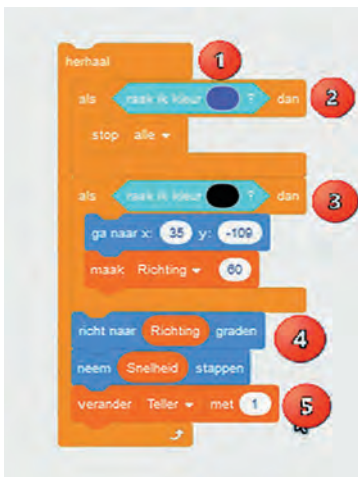 herhaal 1
als raak ik kleur ? dan 2
stop alle
als raak ik kleur ? dan 3
ga naar x: 35 y: -109
maak Richting 60
richt naar Richting graden 4
neem Snelheid stappen
verander Teller met 1 5